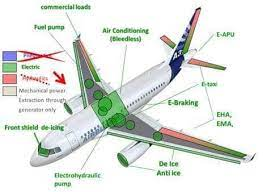 commercial loads
Fuel pump
Air Conditioning
(Bleedless)
E-APU
Electric
Mechanical power
Extraction through
generator only
A3
E-taxi
E-Braking
EHA,
EMA,
Front shield de-icing
De Ice
Anti ice
Electrohydraulic
pump